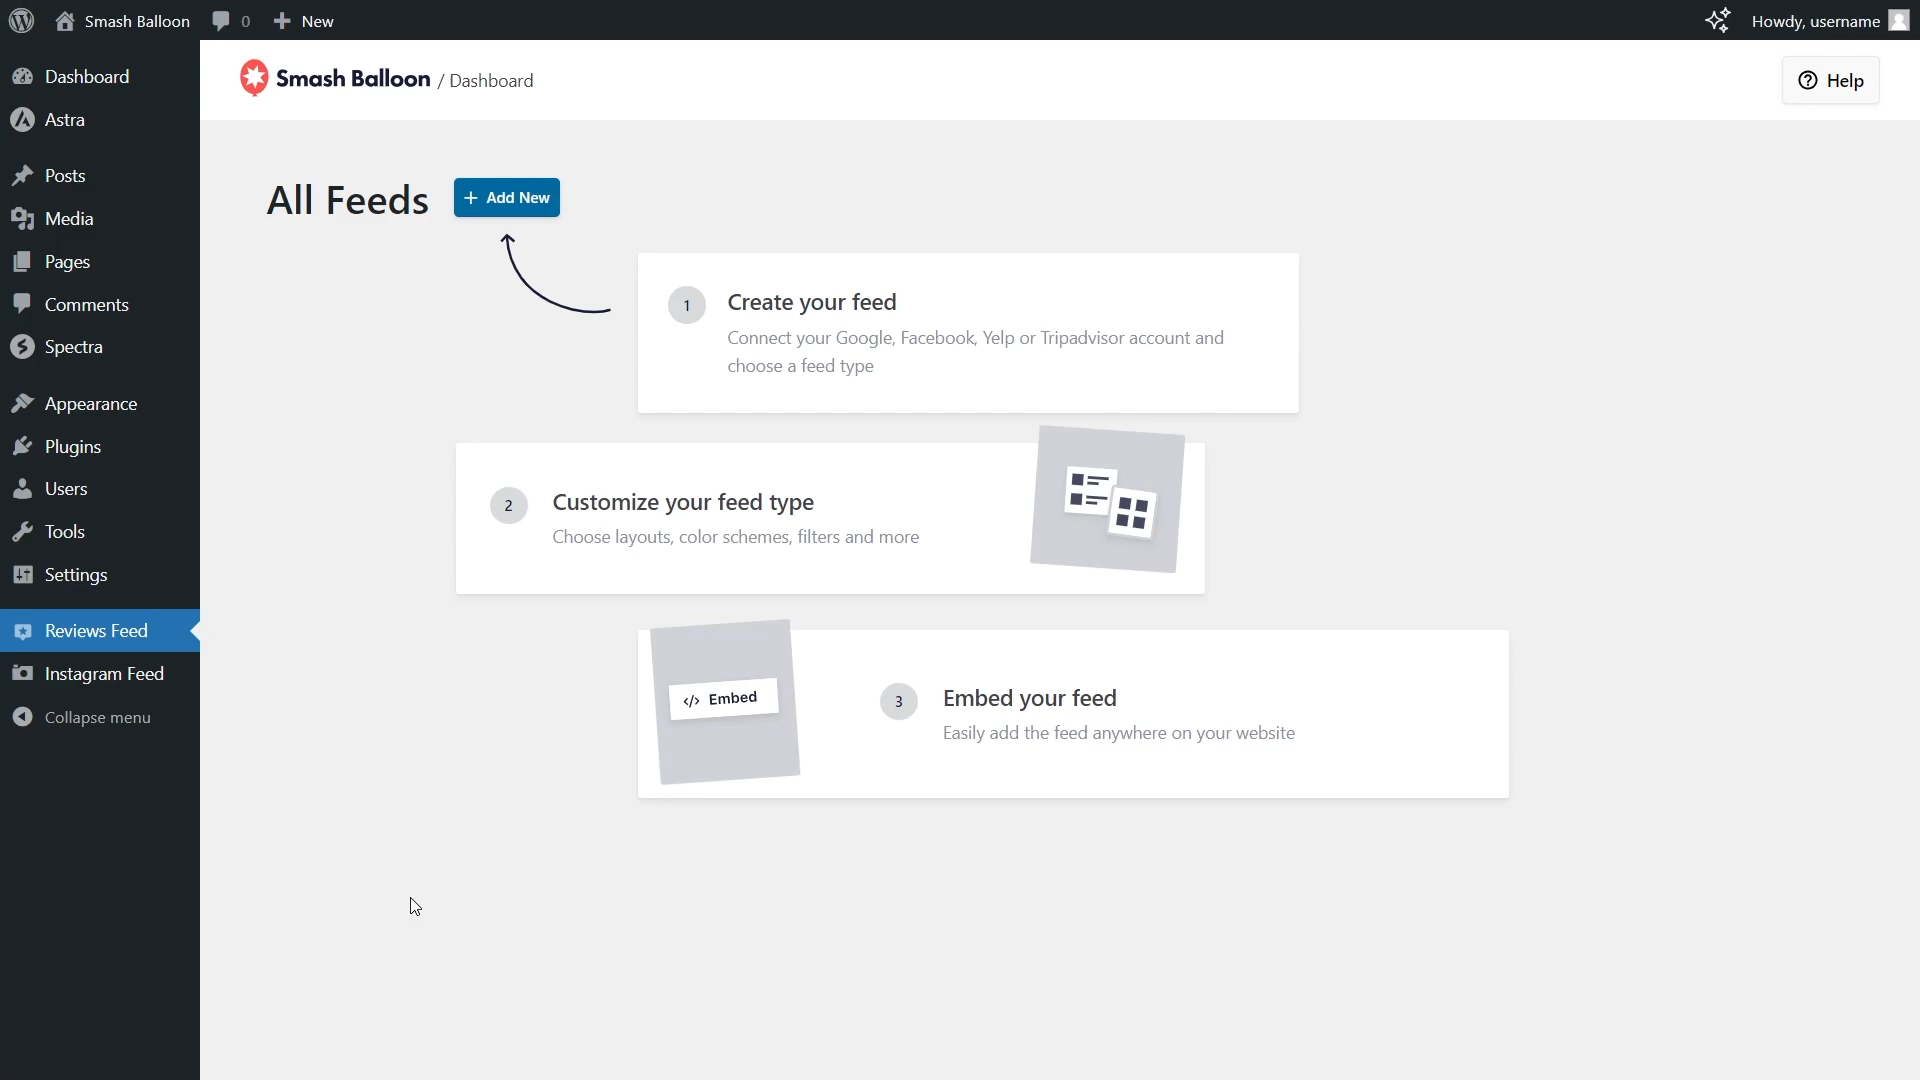 Smash Balloon
0
New
Howdy, username
Dashboard
Astra
Posts
Media
Pages
Comments
Spectra
Appearance
Plugins
Users
Tools
Settings
Reviews Feed
Instagram Feed
Collapse menu
Smash Balloon / Dashboard
Help
All Feeds
+ Add New
1
Create your feed
Connect your Google, Facebook, Yelp or Tripadvisor account and
choose a feed type
2
Customize your feed type
Choose layouts, color schemes, filters and more
</> Embed
3
Embed your feed
Easily add the feed anywhere on your website